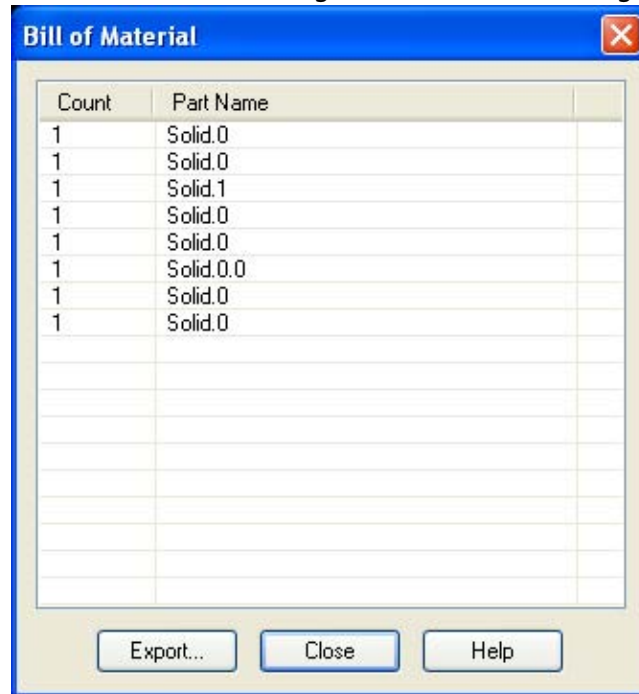 Bill of Material
Count Part Name
1 Solid.0
1 Solid.0
1 Solid.1
1 Solid.0
1 Solid.0
1 Solid.0.0
1 Solid.0
1 Solid.0
Export... Close Help